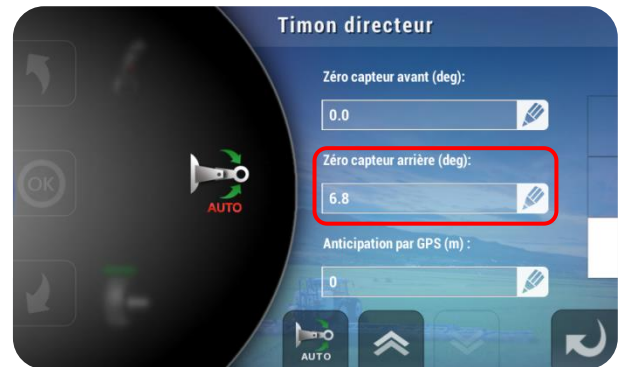 Timon directeur
Zéro capteur avant (deg):
0.0
Zéro capteur arrière (deg):
6.8
Anticipation par GPS (m) :
0
OK
AUTO
AUTO